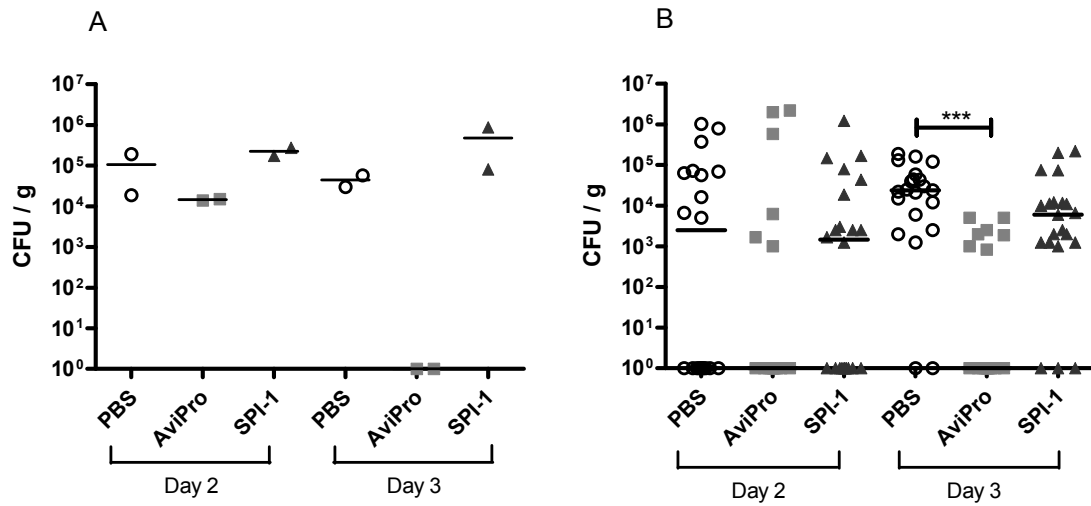 A
CFU / g
10⁷
10⁶
10⁵
10⁴
10³
10²
10¹
10⁰
PBS
AviPro
SPI-1
PBS
AviPro
SPI-1
Day 2
Day 3
B
CFU / g
10⁷
10⁶
10⁵
10⁴
10³
10²
10¹
10⁰
***
PBS
AviPro
SPI-1
PBS
AviPro
SPI-1
Day 2
Day 3